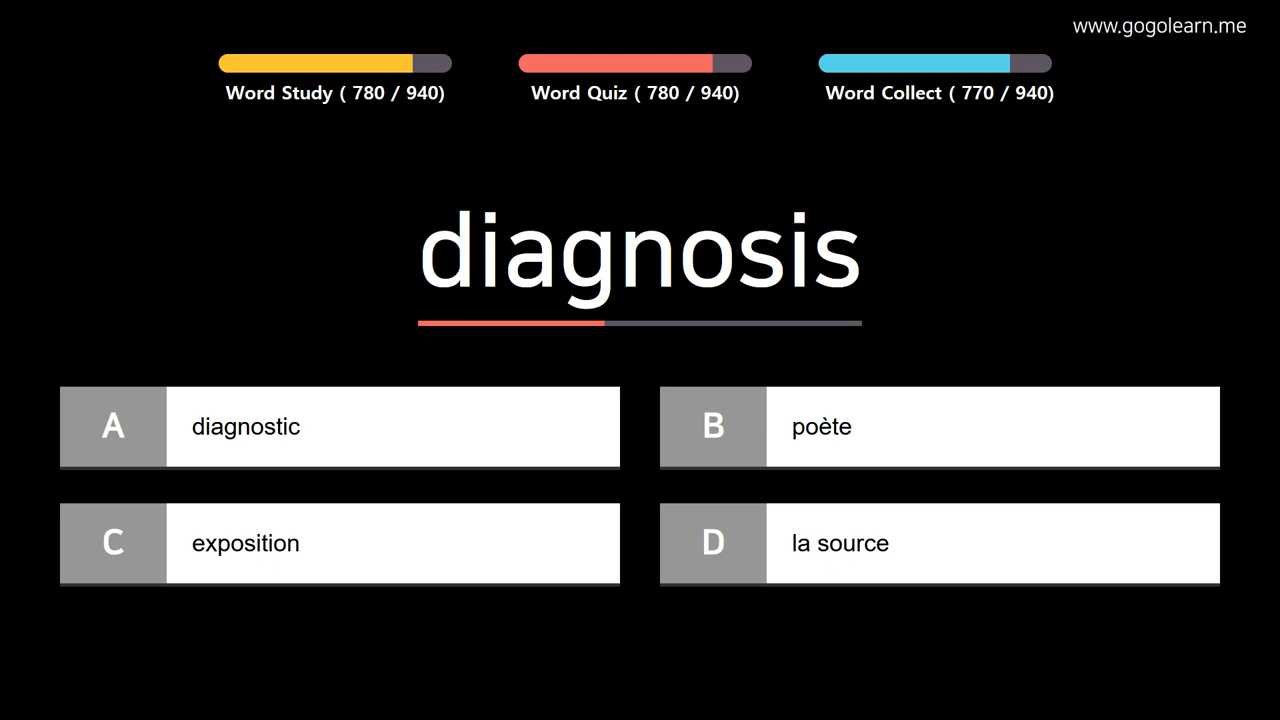 www.gogolearn.me
Word Study ( 780 / 940)
Word Quiz ( 780 / 940)
Word Collect ( 770 / 940)
diagnosis
A diagnostic
B poète
C exposition
D la source